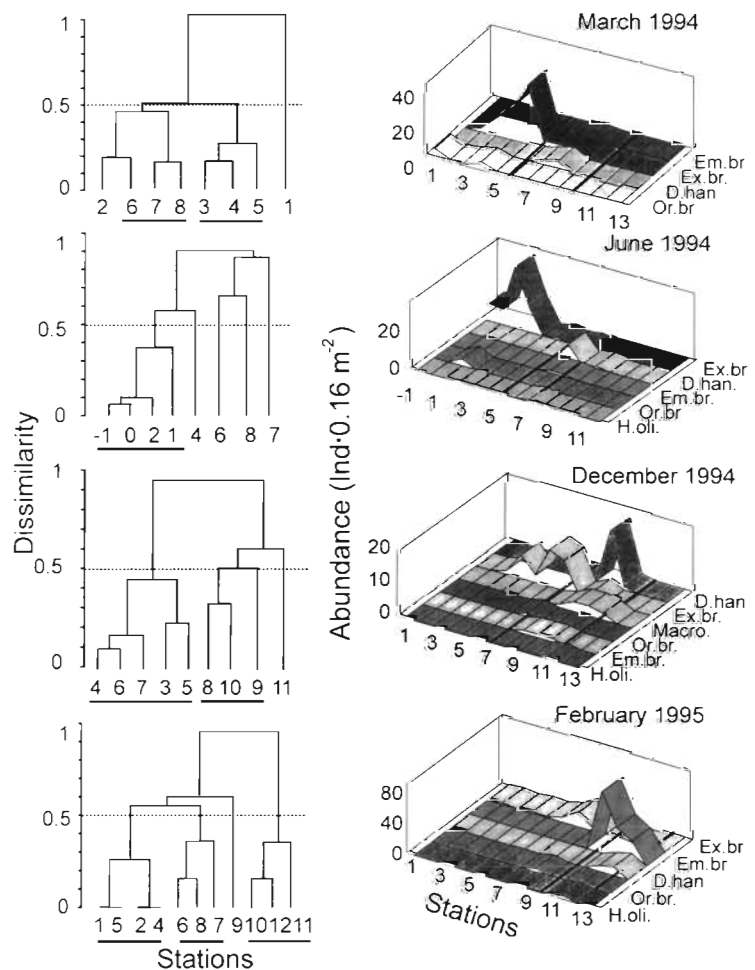 March 1994
1
0.5
0
2 6 7 8 3 4 5 1
40
20
0
1 3 5 7 9 11 13
Em.br
Ex.br.
D.han
Or.br
June 1994
1
0.5
0
-1 0 2 1 4 6 8 7
20
0
-1 1 3 5 7 9 11
Ex.br
D.han.
Em.br.
Or.br
H.oli.
December 1994
1
0.5
0
4 6 7 3 5 8 10 9 11
20
10
0
1 3 5 7 9 11 13
D.han
Ex.br.
Macro.
Or.br.
Em.br.
H.oli.
February 1995
1
0.5
0
1 5 2 4 6 8 7 9 10 12 11
80
40
0
1 3 5 7 9 11 13
Ex.br
Em.br
D.han
Or.br.
H.oli.
Dissimilarity
Abundance (Ind·0.16 m⁻²)
Stations
Stations